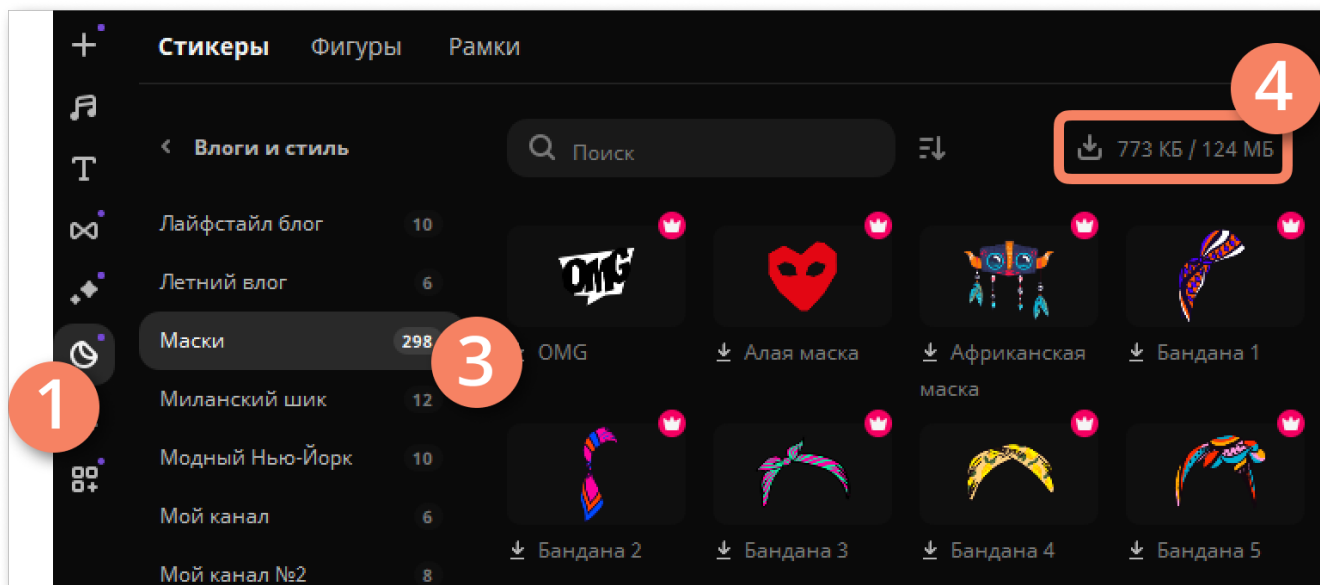 Стикеры Фигуры Рамки
4
Влоги и стиль
Поиск
773 КБ / 124 МБ
Лайфстайл блог 10
Летний влог 6
Маски 298
3
1
Миланский шик 12
Модный Нью-Йорк 10
Мой канал 6
Мой канал №2 8
OMG
OMG
Алая маска
Африканская
маска
Бандана 1
Бандана 2
Бандана 3
Бандана 4
Бандана 5